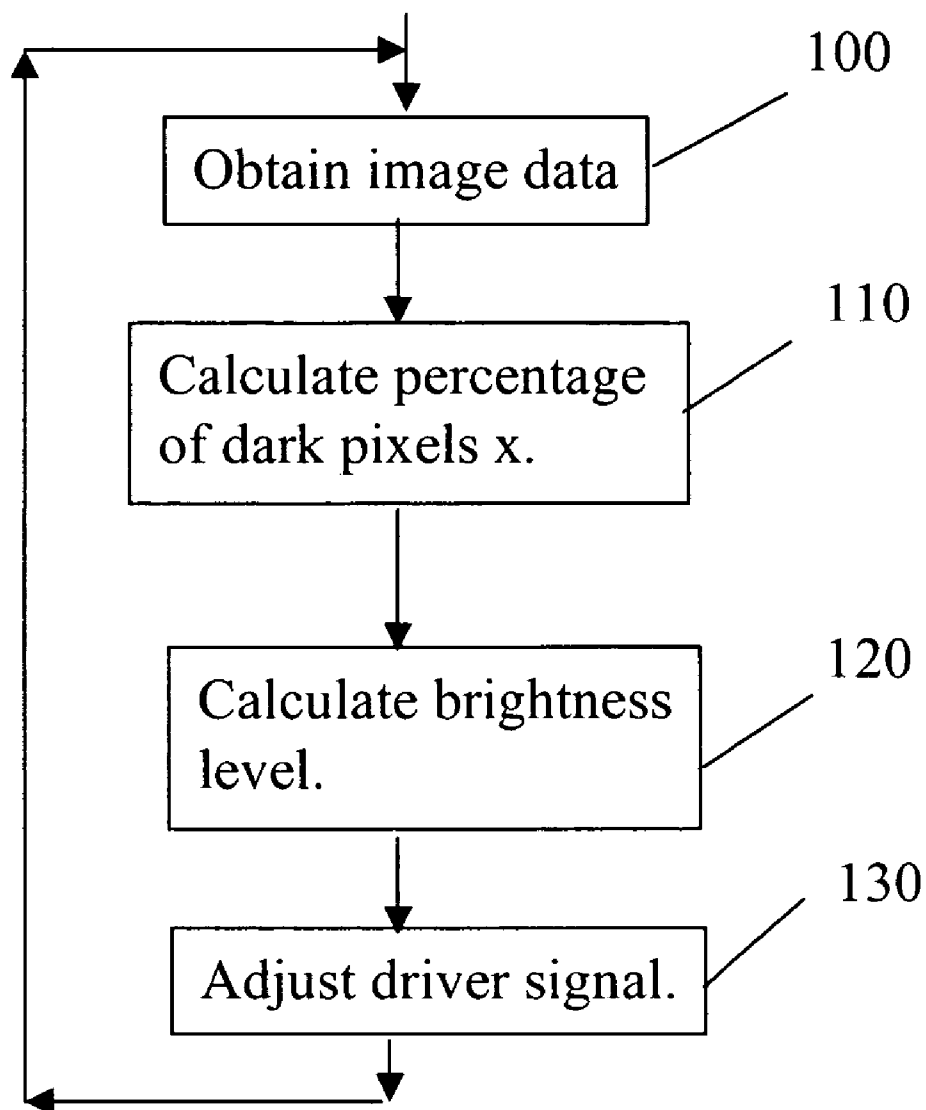 100
Obtain image data
110
Calculate percentage
of dark pixels x.
120
Calculate brightness
level.
130
Adjust driver signal.